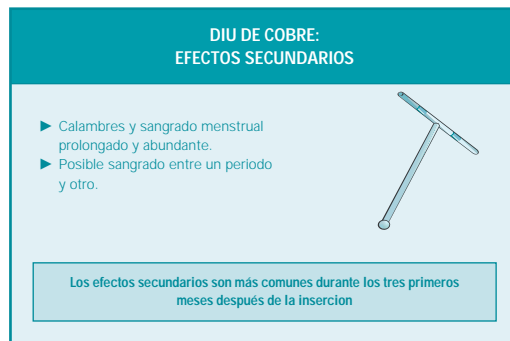 DIU DE COBRE:
EFECTOS SECUNDARIOS
► Calambres y sangrado menstrual
prolongado y abundante.
► Posible sangrado entre un periodo
y otro.
Los efectos secundarios son más comunes durante los tres primeros
meses después de la insercion